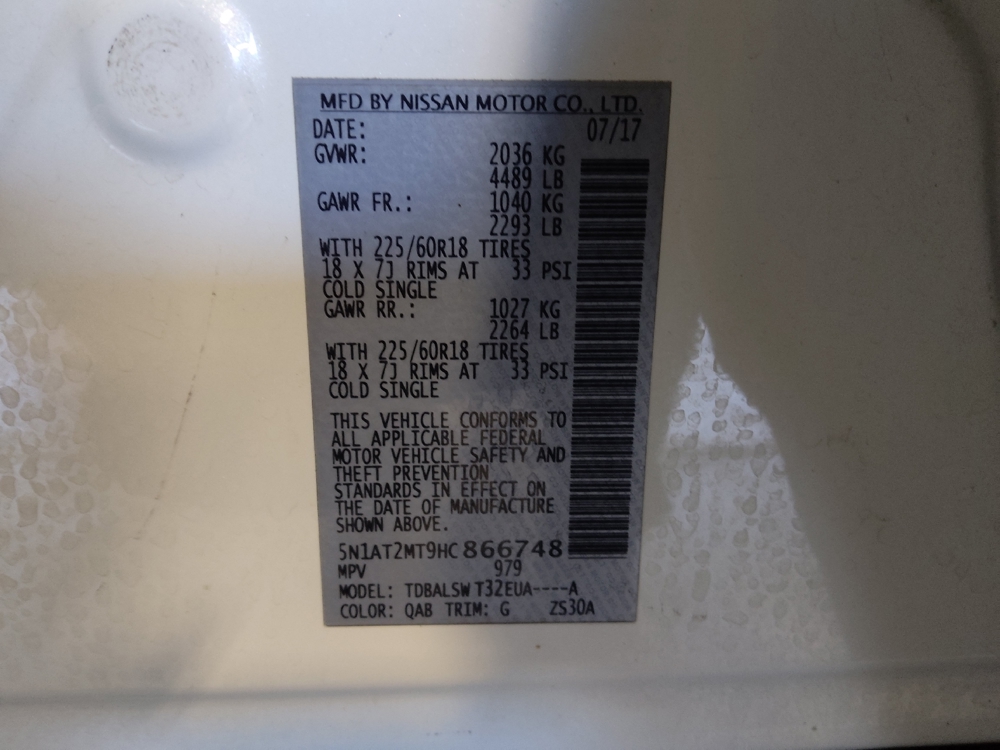 MFD BY NISSAN MOTOR CO., LTD.
DATE: 07/17
GVWR: 2036 KG
4489 LB
GAWR FR.: 1040 KG
2293 LB
WITH 225/60R18 TIRES
18 X 7J RIMS AT 33 PSI
COLD SINGLE
GAWR RR.: 1027 KG
2264 LB
WITH 225/60R18 TIRES
18 X 7J RIMS AT 33 PSI
COLD SINGLE
THIS VEHICLE CONFORMS TO
ALL APPLICABLE FEDERAL
MOTOR VEHICLE SAFETY AND
THEFT PREVENTION
STANDARDS IN EFFECT ON
THE DATE OF MANUFACTURE
SHOWN ABOVE.
5N1AT2MT9HC866748
MPV 979
MODEL: TDBALSW T32EUA----A
COLOR: QAB TRIM: G ZS30A